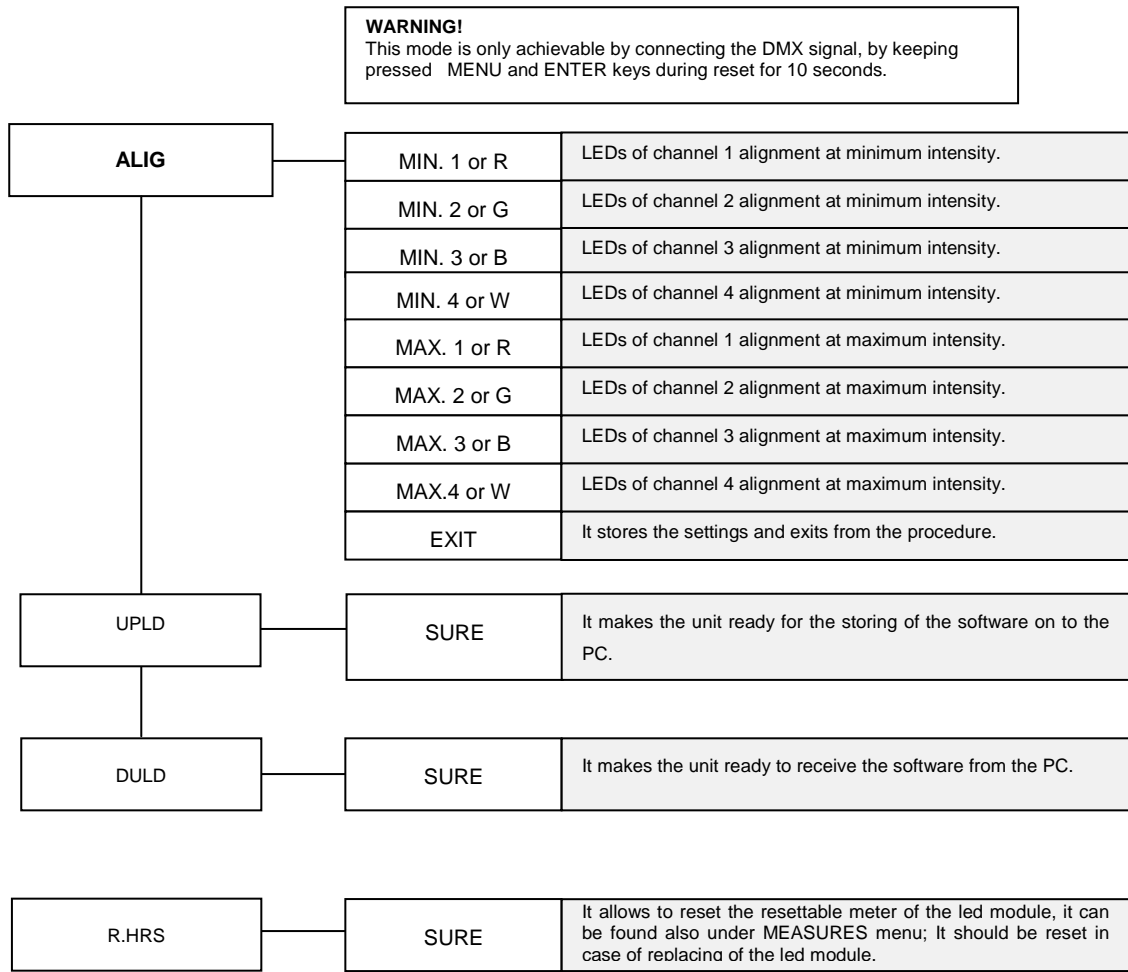 WARNING!
This mode is only achievable by connecting the DMX signal, by keeping
pressed MENU and ENTER keys during reset for 10 seconds.
ALIG
MIN. 1 or R
LEDs of channel 1 alignment at minimum intensity.
MIN. 2 or G
LEDs of channel 2 alignment at minimum intensity.
MIN. 3 or B
LEDs of channel 3 alignment at minimum intensity.
MIN. 4 or W
LEDs of channel 4 alignment at minimum intensity.
MAX. 1 or R
LEDs of channel 1 alignment at maximum intensity.
MAX. 2 or G
LEDs of channel 2 alignment at maximum intensity.
MAX. 3 or B
LEDs of channel 3 alignment at maximum intensity.
MAX.4 or W
LEDs of channel 4 alignment at maximum intensity.
EXIT
It stores the settings and exits from the procedure.
UPLD
SURE
It makes the unit ready for the storing of the software on to the
PC.
DULD
SURE
It makes the unit ready to receive the software from the PC.
R.HRS
SURE
It allows to reset the resettable meter of the led module, it can
be found also under MEASURES menu; It should be reset in
case of replacing of the led module.